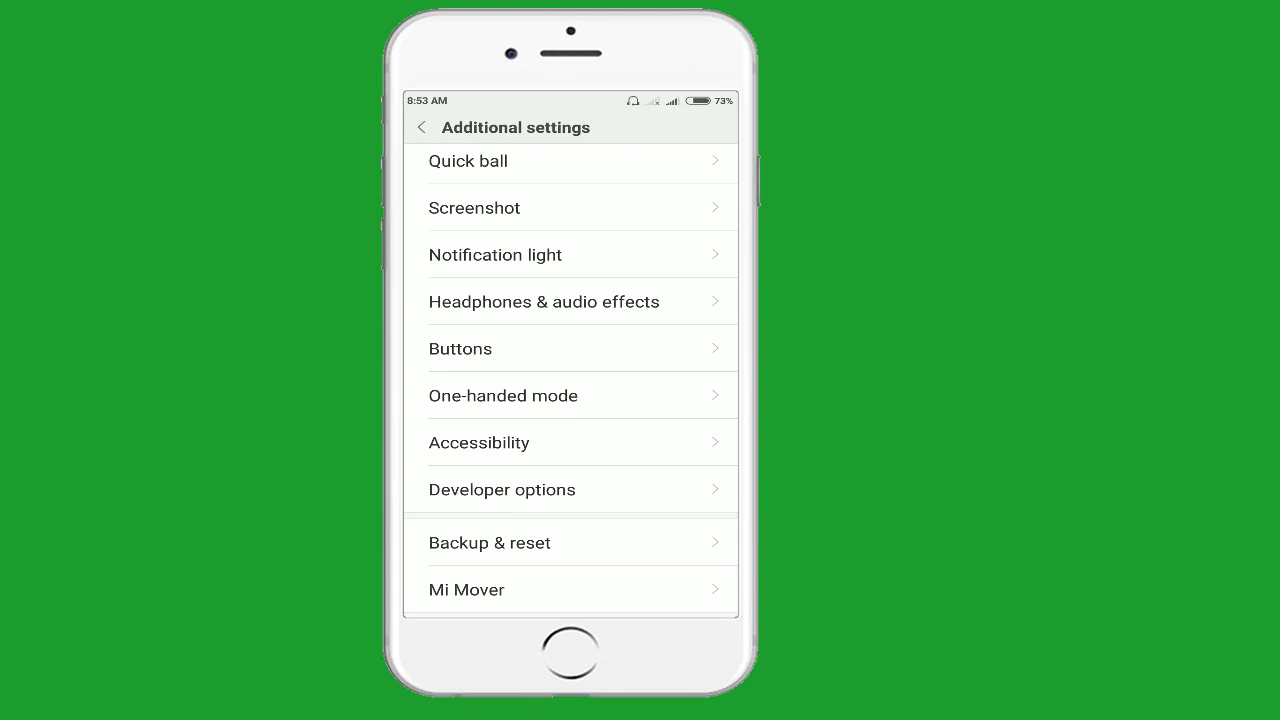 8:53 AM 73%
Additional settings
Quick ball
Screenshot
Notification light
Headphones & audio effects
Buttons
One-handed mode
Accessibility
Developer options
Backup & reset
Mi Mover